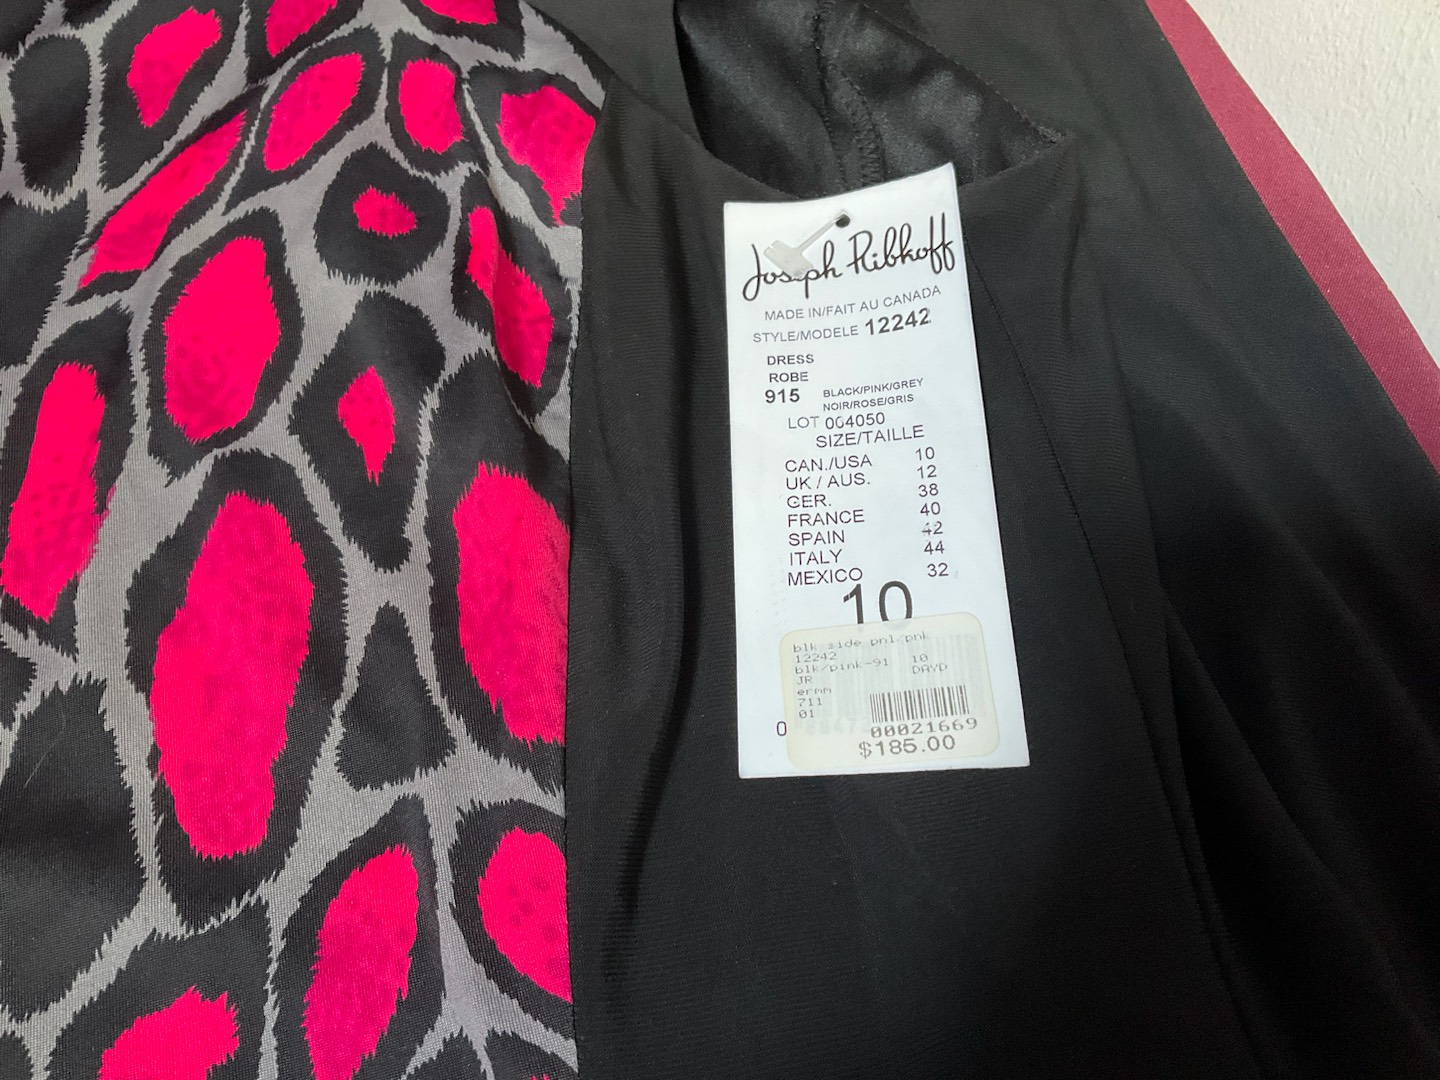 Joseph Ribkoff
MADE IN/FAIT AU CANADA
STYLE/MODELE 12242
DRESS
ROBE
915 BLACK/PINK/GREY
NOIR/ROSE/GRIS
LOT 004050
SIZE/TAILLE
CAN./USA 10
UK / AUS. 12
GER. 38
FRANCE 40
SPAIN 42
ITALY 44
MEXICO 32
10
blk side pnl/pnk
12242
blk/pink-91 10
JR DAYD
ermm
711
01
0
00021669
$185.00